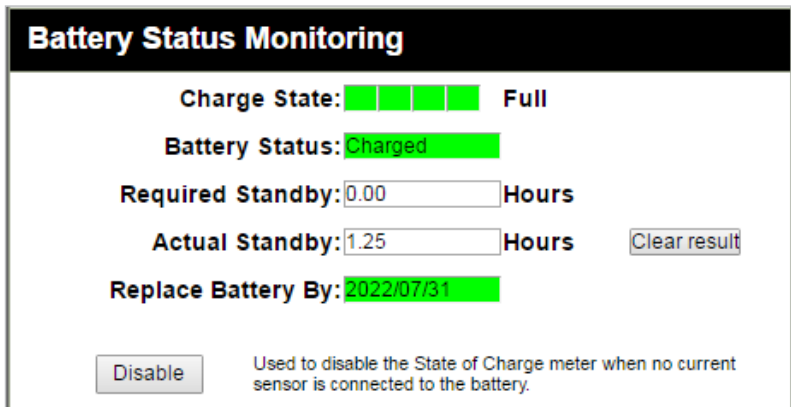 Battery Status Monitoring
Charge State: Full
Battery Status: Charged
Required Standby: 0.00 Hours
Actual Standby: 1.25 Hours Clear result
Replace Battery By: 2022/07/31
Disable Used to disable the State of Charge meter when no current
sensor is connected to the battery.